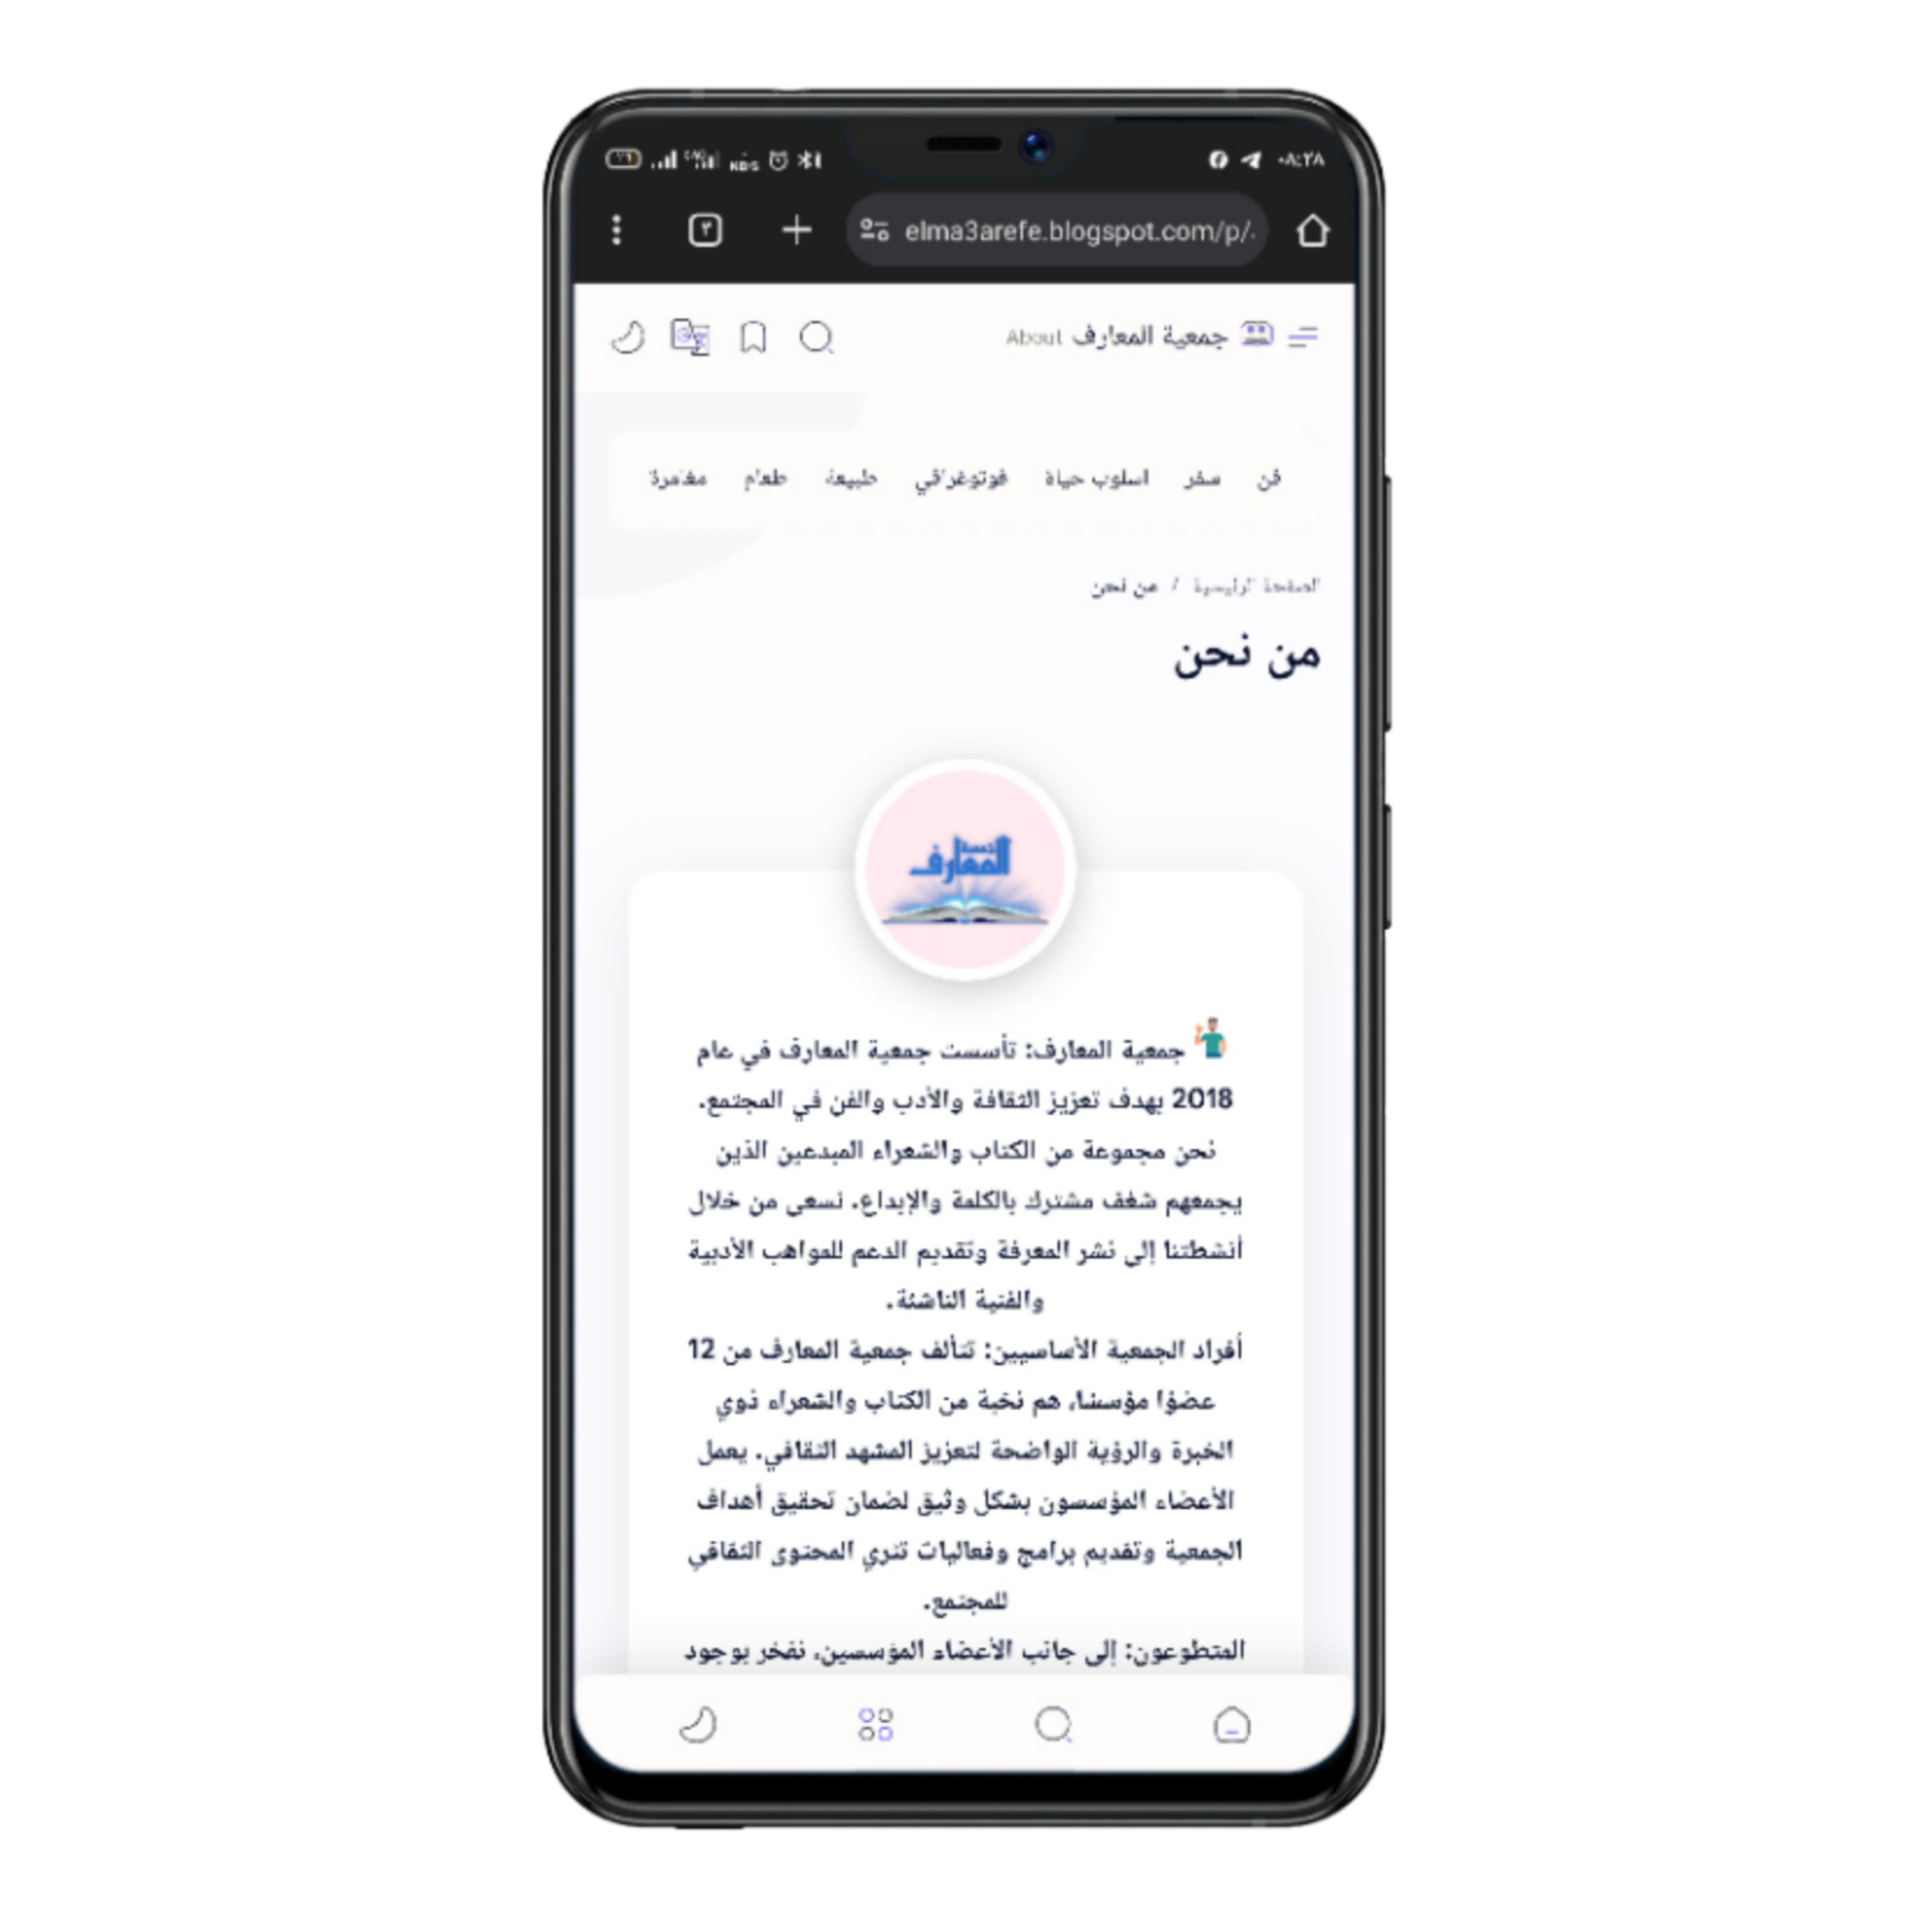 ٠٨:٢٨
elma3arefe.blogspot.com/p/
٣
جمعية المعارف About
فن سفر اسلوب حياة فوتوغرافي طبيعة طعام مغامرة
الصفحة الرئيسية / من نحن
من نحن
جمعية
المعارف
جمعية المعارف: تأسست جمعية المعارف في عام
2018 بهدف تعزيز الثقافة والأدب والفن في المجتمع.
نحن مجموعة من الكتاب والشعراء المبدعين الذين
يجمعهم شغف مشترك بالكلمة والإبداع. نسعى من خلال
أنشطتنا إلى نشر المعرفة وتقديم الدعم للمواهب الأدبية
والفنية الناشئة.
أفراد الجمعية الأساسيين: تتألف جمعية المعارف من 12
عضوًا مؤسسًا، هم نخبة من الكتاب والشعراء ذوي
الخبرة والرؤية الواضحة لتعزيز المشهد الثقافي. يعمل
الأعضاء المؤسسون بشكل وثيق لضمان تحقيق أهداف
الجمعية وتقديم برامج وفعاليات تثري المحتوى الثقافي
للمجتمع.
المتطوعون: إلى جانب الأعضاء المؤسسين، نفخر بوجود